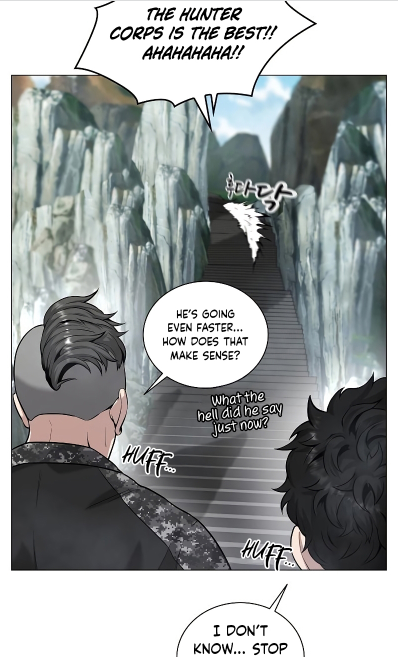 THE HUNTER
CORPS IS THE BEST!!
AHAHAHAHA!!
후다닥
HE'S GOING
EVEN FASTER...
HOW DOES THAT
MAKE SENSE?
What the
hell did he say
just now?
HUFF...
HUFF...
I DON'T
KNOW... STOP